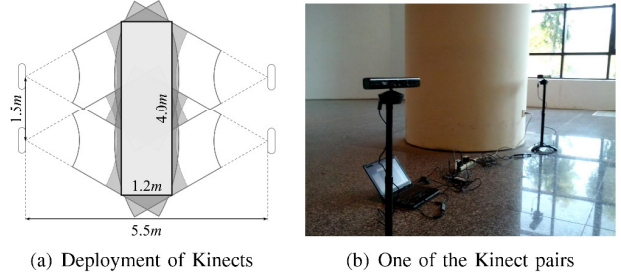 1.5m
4.0m
1.2m
5.5m
(a) Deployment of Kinects
(b) One of the Kinect pairs